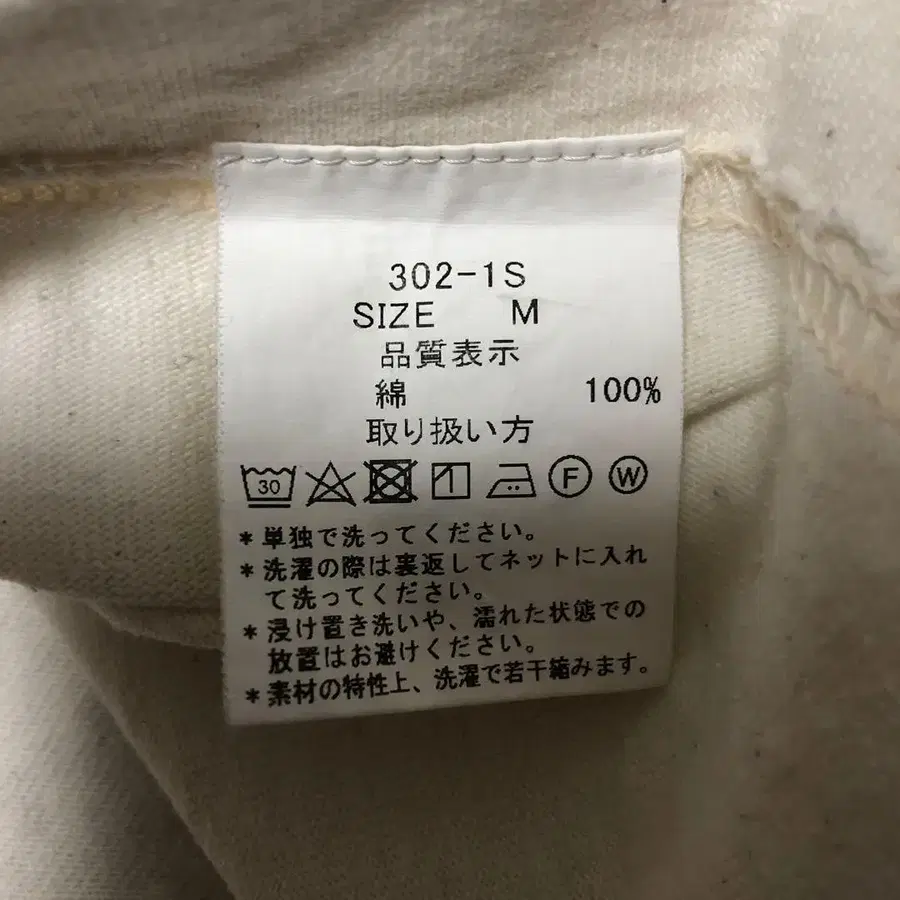 302-1S
SIZE M
品質表示
綿 100%
取り扱い方
30 F W
*単独で洗ってください。
*洗濯の際は裏返してネットに入れ
て洗ってください。
*浸け置き洗いや、濡れた状態での
放置はお避けください。
*素材の特性上、洗濯で若干縮みます。